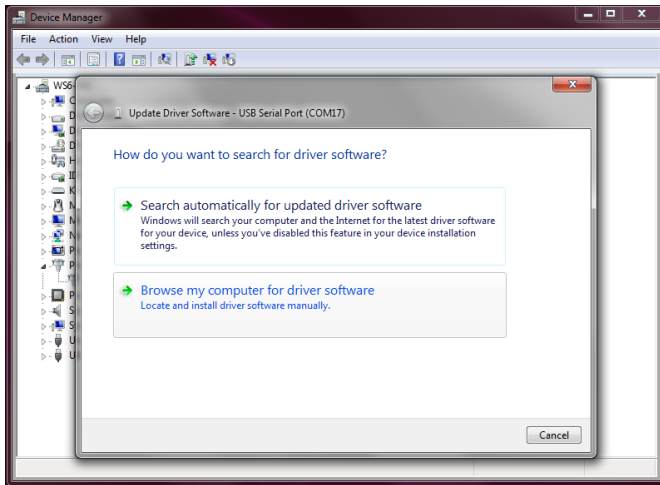 Device Manager
File Action View Help
WS6-
C
D
D
D
H
ID
K
M
M
N
P
P
P
S
S
U
U
Update Driver Software - USB Serial Port (COM17)
How do you want to search for driver software?
Search automatically for updated driver software
Windows will search your computer and the Internet for the latest driver software
for your device, unless you've disabled this feature in your device installation
settings.
Browse my computer for driver software
Locate and install driver software manually.
Cancel